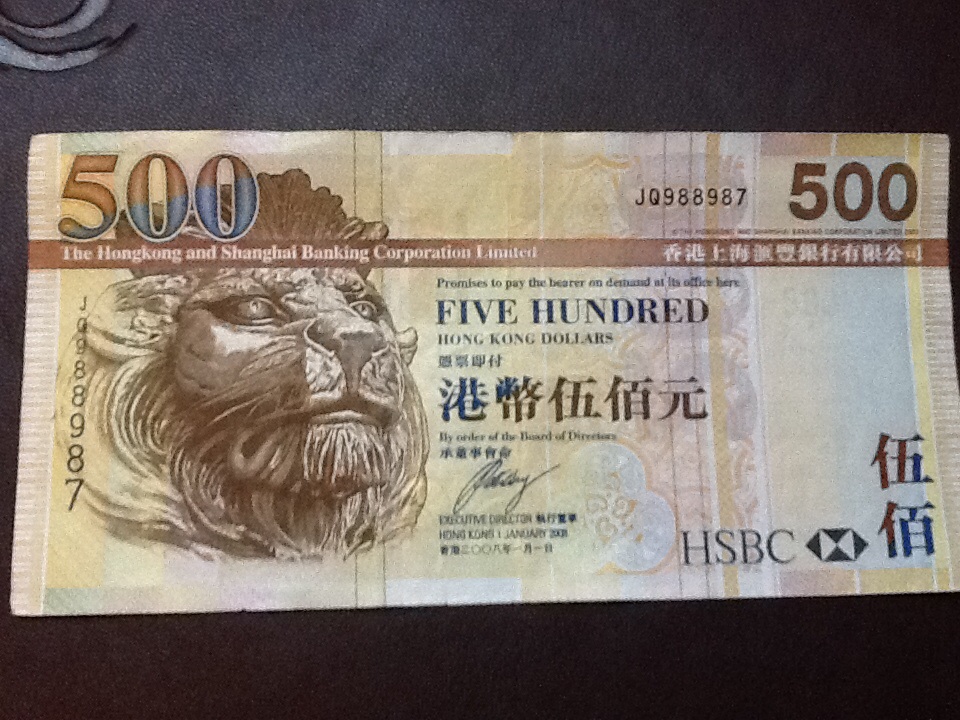 500
JQ988987
500
The Hongkong and Shanghai Banking Corporation Limited
香港上海滙豐銀行有限公司
Promises to pay the bearer on demand at its office here
FIVE HUNDRED
HONG KONG DOLLARS
憑票即付
港幣伍佰元
By order of the Board of Directors
承董事會命
EXECUTIVE DIRECTOR 執行董事
HONG KONG 1 JANUARY 2008
香港二〇〇八年一月一日
JQ988987
伍佰
HSBC